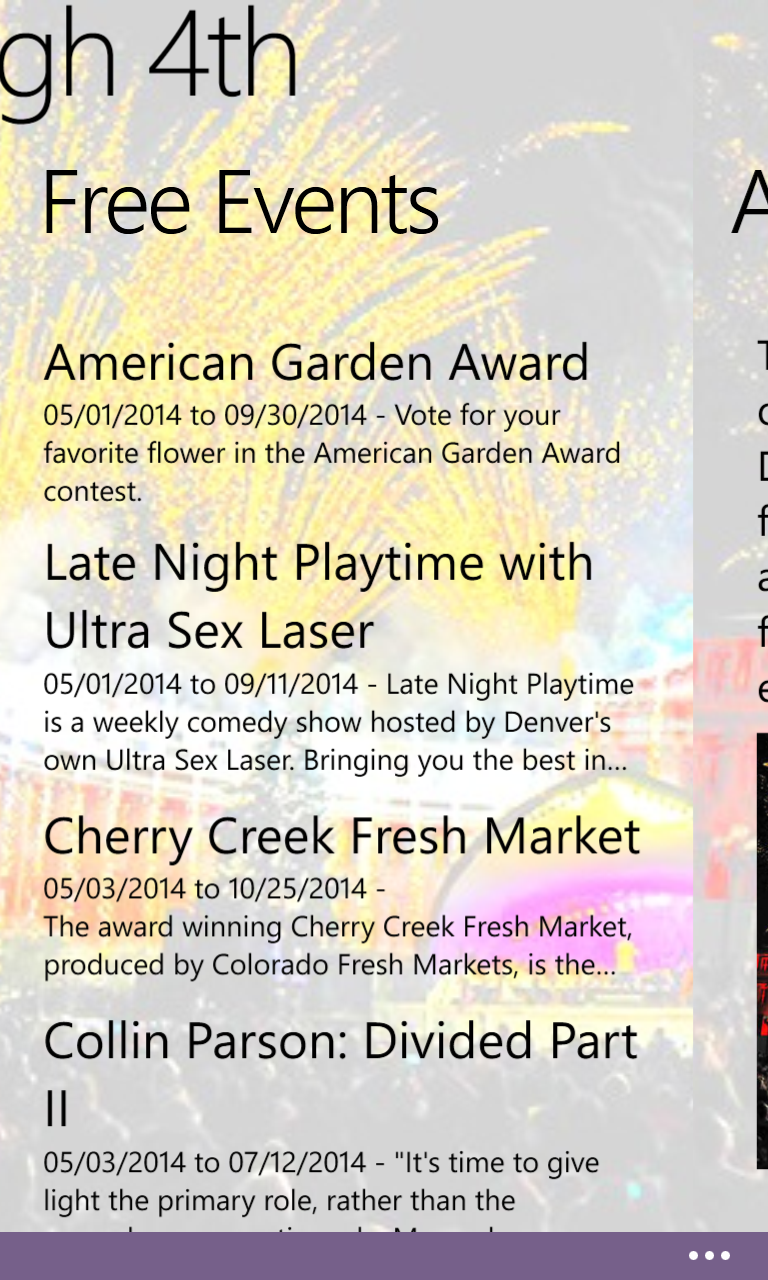 gh 4th
Free Events
American Garden Award
05/01/2014 to 09/30/2014 - Vote for your
favorite flower in the American Garden Award
contest.
Late Night Playtime with
Ultra Sex Laser
05/01/2014 to 09/11/2014 - Late Night Playtime
is a weekly comedy show hosted by Denver's
own Ultra Sex Laser. Bringing you the best in...
Cherry Creek Fresh Market
05/03/2014 to 10/25/2014 -
The award winning Cherry Creek Fresh Market,
produced by Colorado Fresh Markets, is the...
Collin Parson: Divided Part
II
05/03/2014 to 07/12/2014 - "It's time to give
light the primary role, rather than the